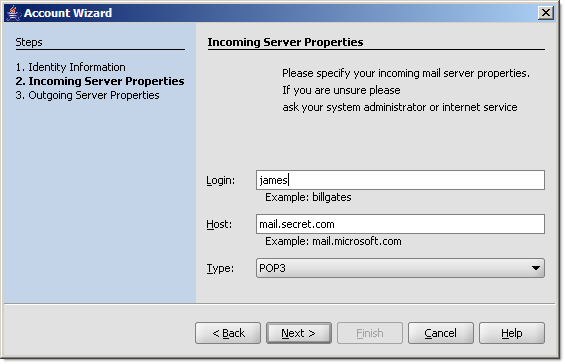 Account Wizard
Steps
1. Identity Information
2. Incoming Server Properties
3. Outgoing Server Properties
Incoming Server Properties
Please specify your incoming mail server properties.
If you are unsure please
ask your system administrator or internet service
Login: james
Example: billgates
Host: mail.secret.com
Example: mail.microsoft.com
Type: POP3
< Back Next > Finish Cancel Help